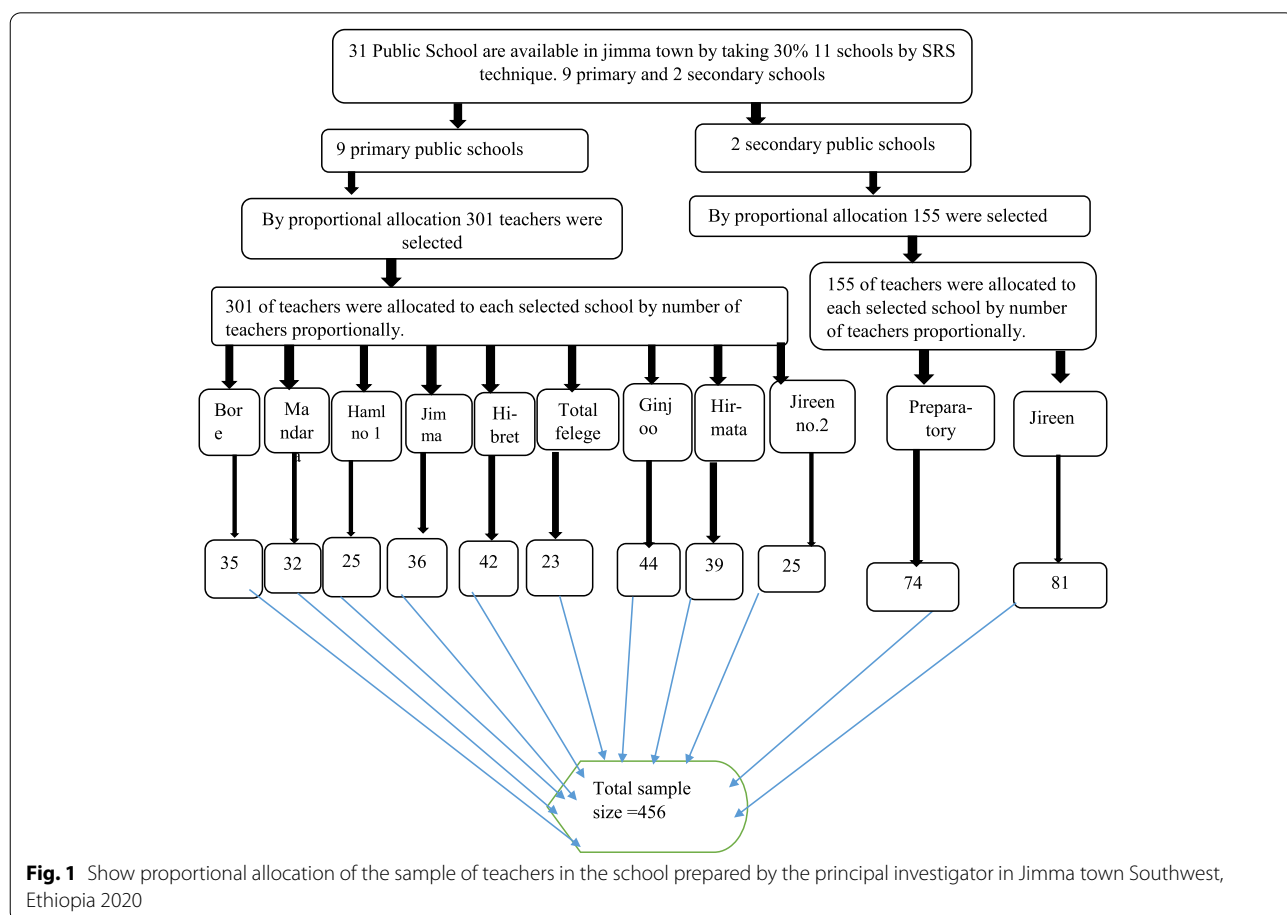 31 Public School are available in jimma town by taking 30% 11 schools by SRS
technique. 9 primary and 2 secondary schools
9 primary public schools
2 secondary public schools
By proportional allocation 301 teachers were
selected
By proportional allocation 155 were selected
301 of teachers were allocated to each selected school by number of
teachers proportionally.
155 of teachers were allocated to
each selected school by number
of teachers proportionally.
Bor
e
Ma
ndar
a
Haml
no 1
Jim
ma
Hi-
bret
Total
felege
Ginj
oo
Hir-
mata
Jireen
no.2
Prepara-
tory
Jireen
35
32
25
36
42
23
44
39
25
74
81
Total sample
size =456
Fig. 1 Show proportional allocation of the sample of teachers in the school prepared by the principal investigator in Jimma town Southwest,
Ethiopia 2020